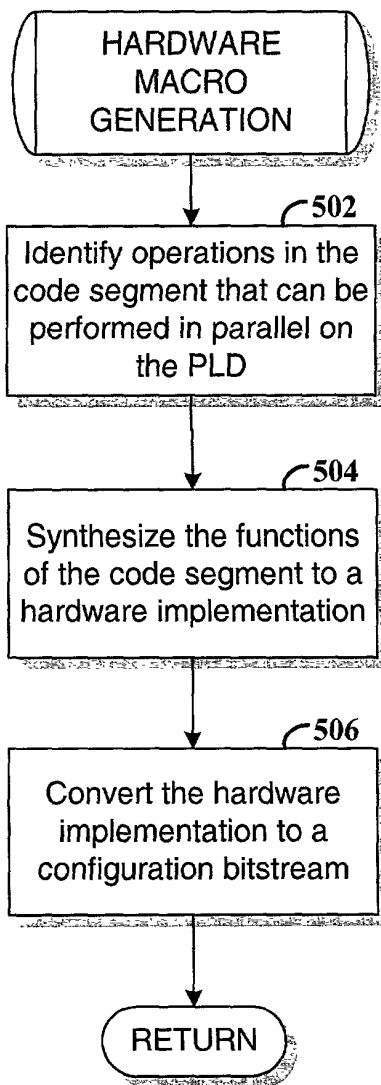 HARDWARE
MACRO
GENERATION
502
Identify operations in the
code segment that can be
performed in parallel on
the PLD
504
Synthesize the functions
of the code segment to a
hardware implementation
506
Convert the hardware
implementation to a
configuration bitstream
RETURN